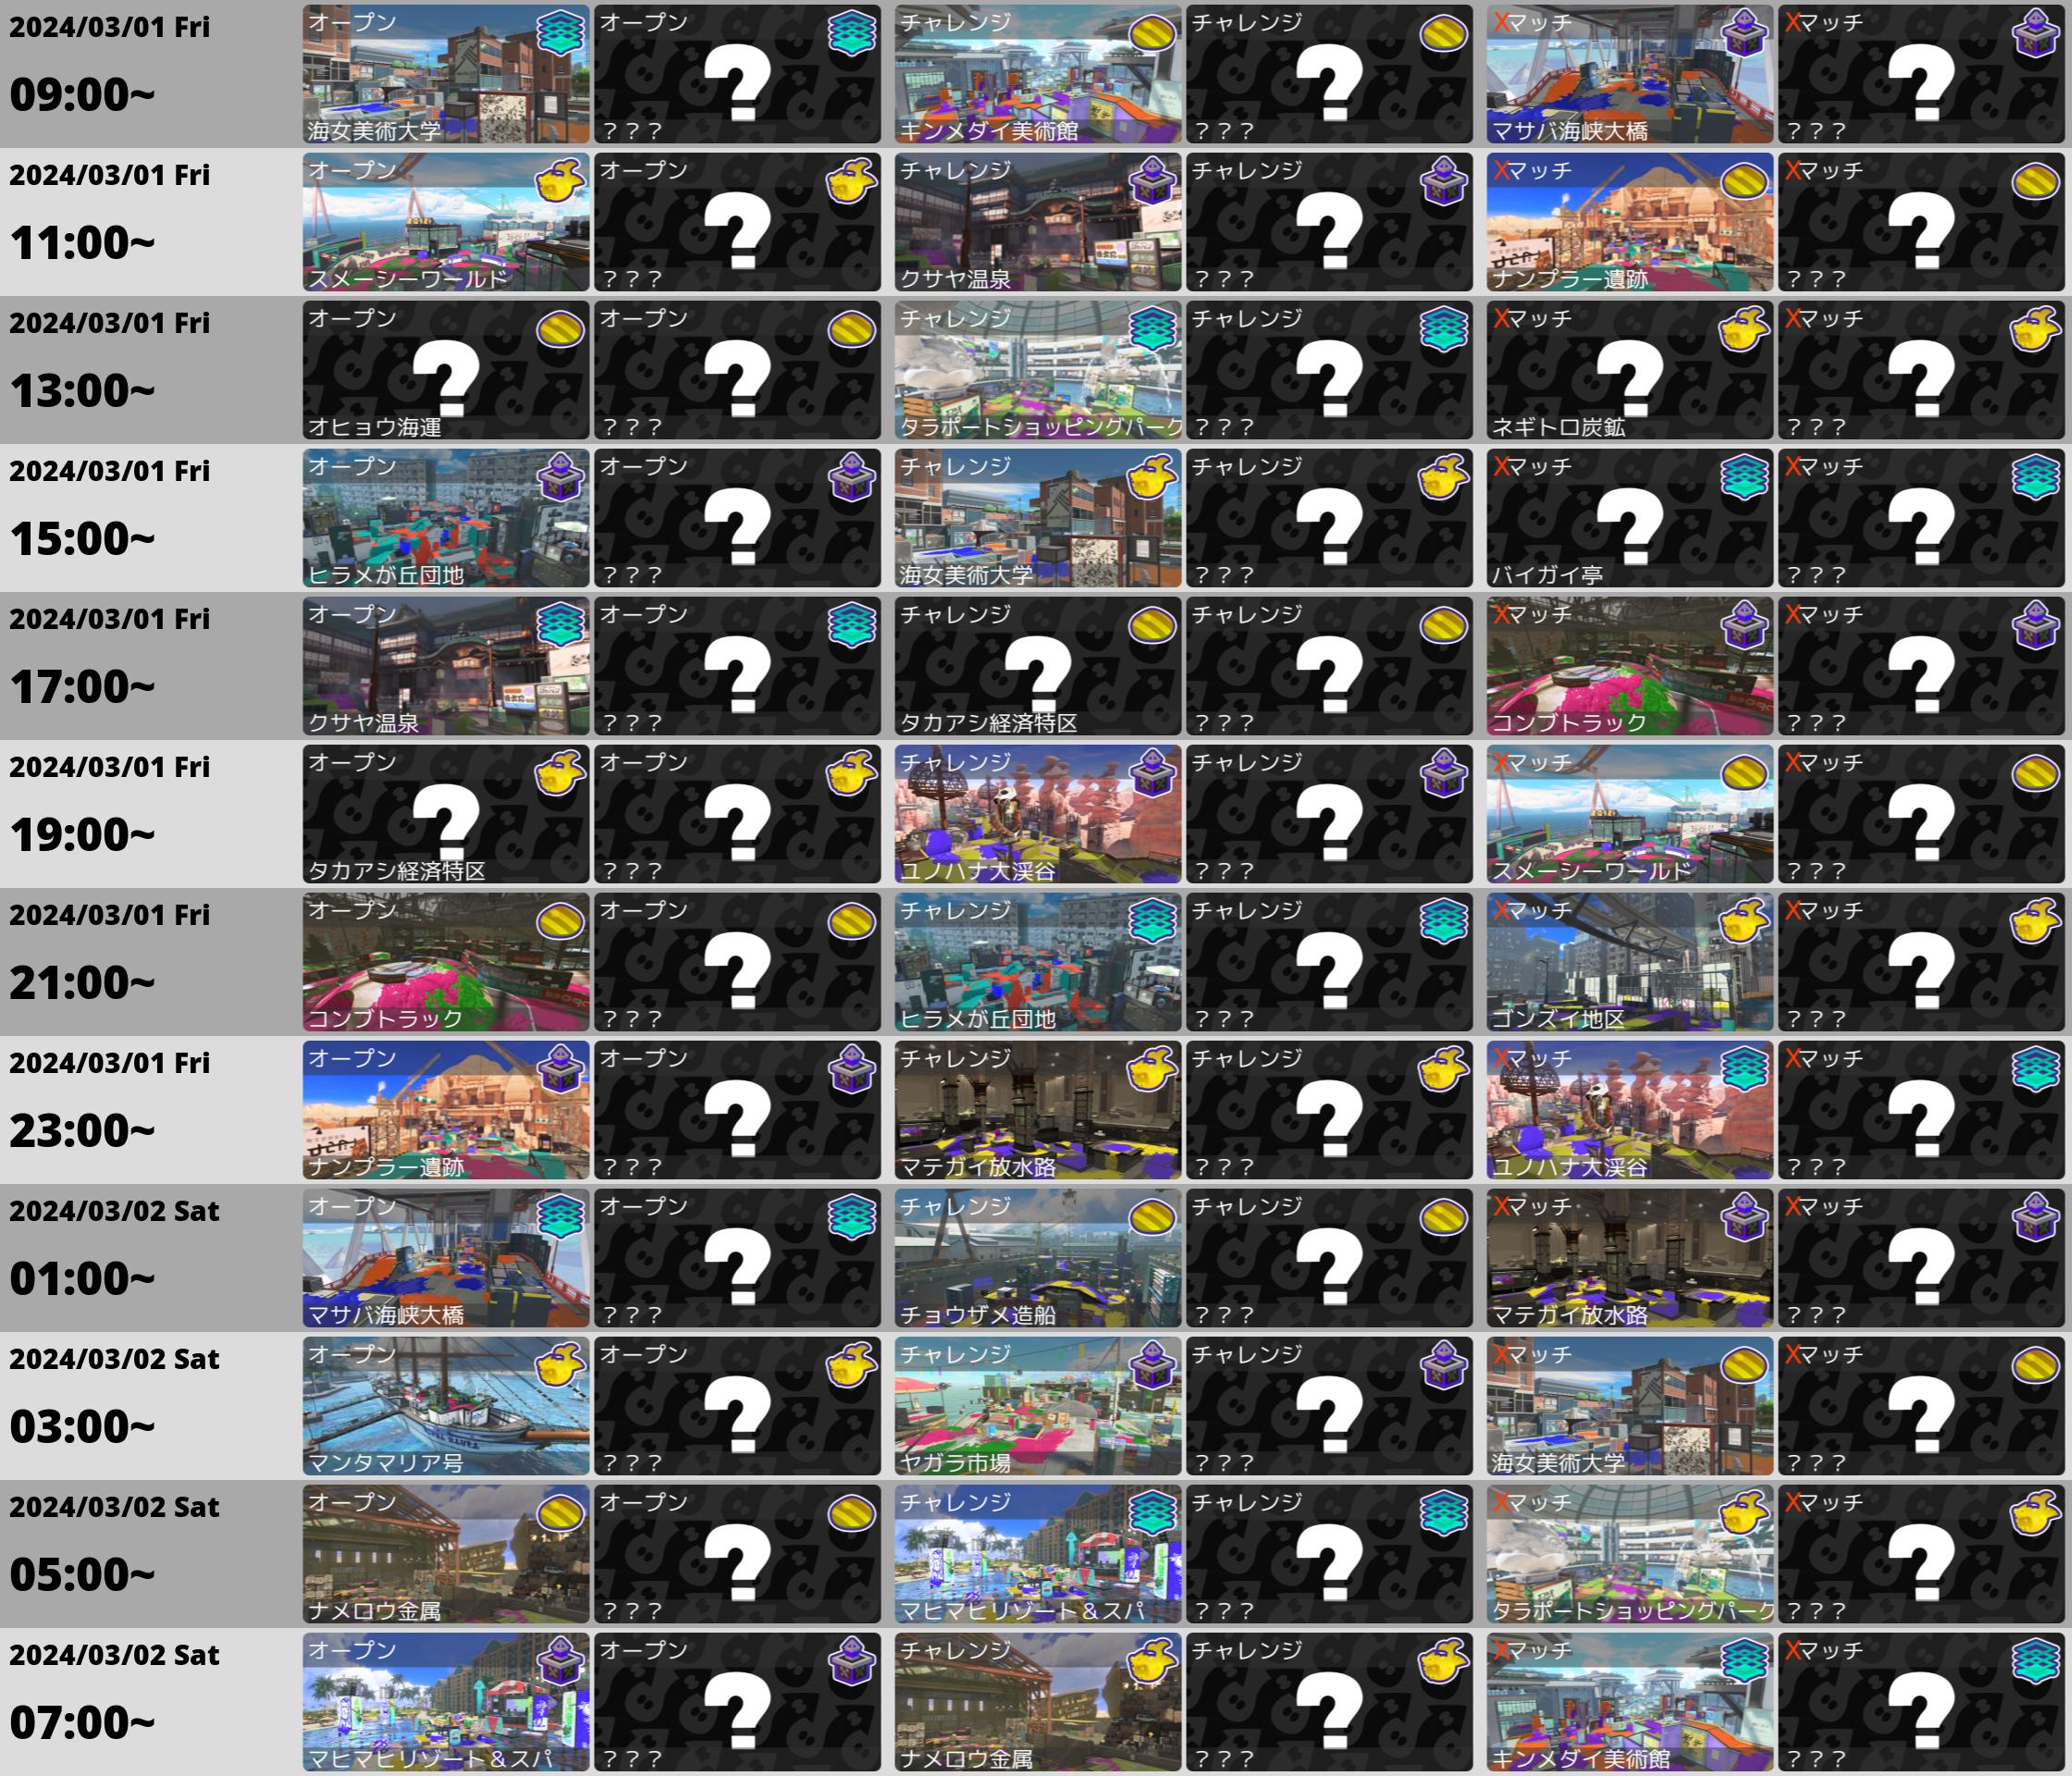 2024/03/01 Fri
09:00~
オープン
海女美術大学
オープン
？？？
チャレンジ
キンメダイ美術館
チャレンジ
？？？
Xマッチ
マサバ海峡大橋
Xマッチ
？？？
2024/03/01 Fri
11:00~
オープン
スメーシーワールド
オープン
？？？
チャレンジ
クサヤ温泉
チャレンジ
？？？
Xマッチ
ナンプラー遺跡
Xマッチ
？？？
2024/03/01 Fri
13:00~
オープン
オヒョウ海運
オープン
？？？
チャレンジ
タラポートショッピングパーク
チャレンジ
？？？
Xマッチ
ネギトロ炭鉱
Xマッチ
？？？
2024/03/01 Fri
15:00~
オープン
ヒラメが丘団地
オープン
？？？
チャレンジ
海女美術大学
チャレンジ
？？？
Xマッチ
バイガイ亭
Xマッチ
？？？
2024/03/01 Fri
17:00~
オープン
クサヤ温泉
オープン
？？？
チャレンジ
タカアシ経済特区
チャレンジ
？？？
Xマッチ
コンブトラック
Xマッチ
？？？
2024/03/01 Fri
19:00~
オープン
タカアシ経済特区
オープン
？？？
チャレンジ
ユノハナ大渓谷
チャレンジ
？？？
Xマッチ
スメーシーワールド
Xマッチ
？？？
2024/03/01 Fri
21:00~
オープン
コンブトラック
オープン
？？？
チャレンジ
ヒラメが丘団地
チャレンジ
？？？
Xマッチ
ゴンズイ地区
Xマッチ
？？？
2024/03/01 Fri
23:00~
オープン
ナンプラー遺跡
オープン
？？？
チャレンジ
マテガイ放水路
チャレンジ
？？？
Xマッチ
ユノハナ大渓谷
Xマッチ
？？？
2024/03/02 Sat
01:00~
オープン
マサバ海峡大橋
オープン
？？？
チャレンジ
チョウザメ造船
チャレンジ
？？？
Xマッチ
マテガイ放水路
Xマッチ
？？？
2024/03/02 Sat
03:00~
オープン
マンタマリア号
オープン
？？？
チャレンジ
ヤガラ市場
チャレンジ
？？？
Xマッチ
海女美術大学
Xマッチ
？？？
2024/03/02 Sat
05:00~
オープン
ナメロウ金属
オープン
？？？
チャレンジ
マヒマヒリゾート＆スパ
チャレンジ
？？？
Xマッチ
タラポートショッピングパーク
Xマッチ
？？？
2024/03/02 Sat
07:00~
オープン
マヒマヒリゾート＆スパ
オープン
？？？
チャレンジ
ナメロウ金属
チャレンジ
？？？
Xマッチ
キンメダイ美術館
Xマッチ
？？？